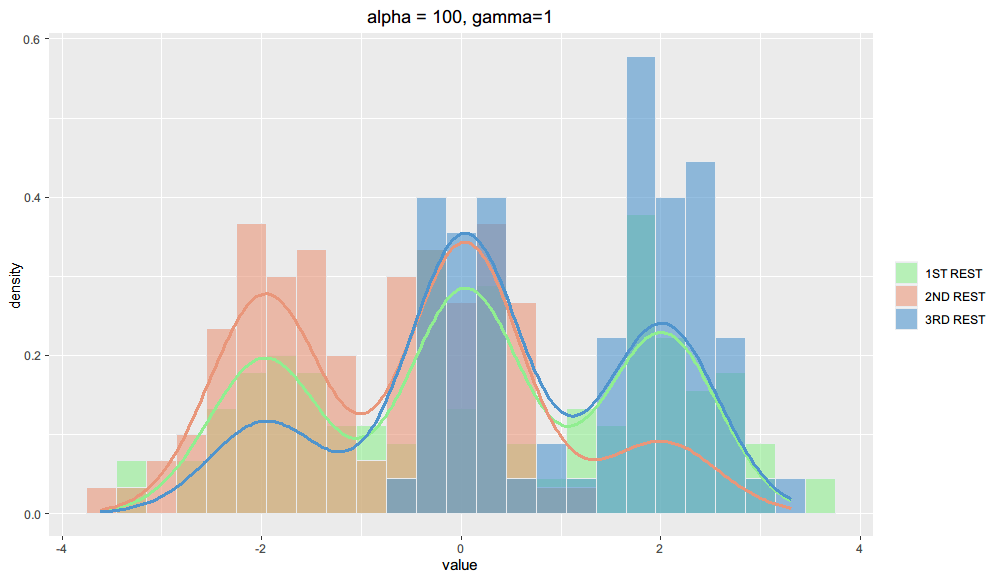 alpha = 100, gamma=1
0.6
0.4
0.2
0.0
density
-4
-2
0
2
4
value
1ST REST
2ND REST
3RD REST